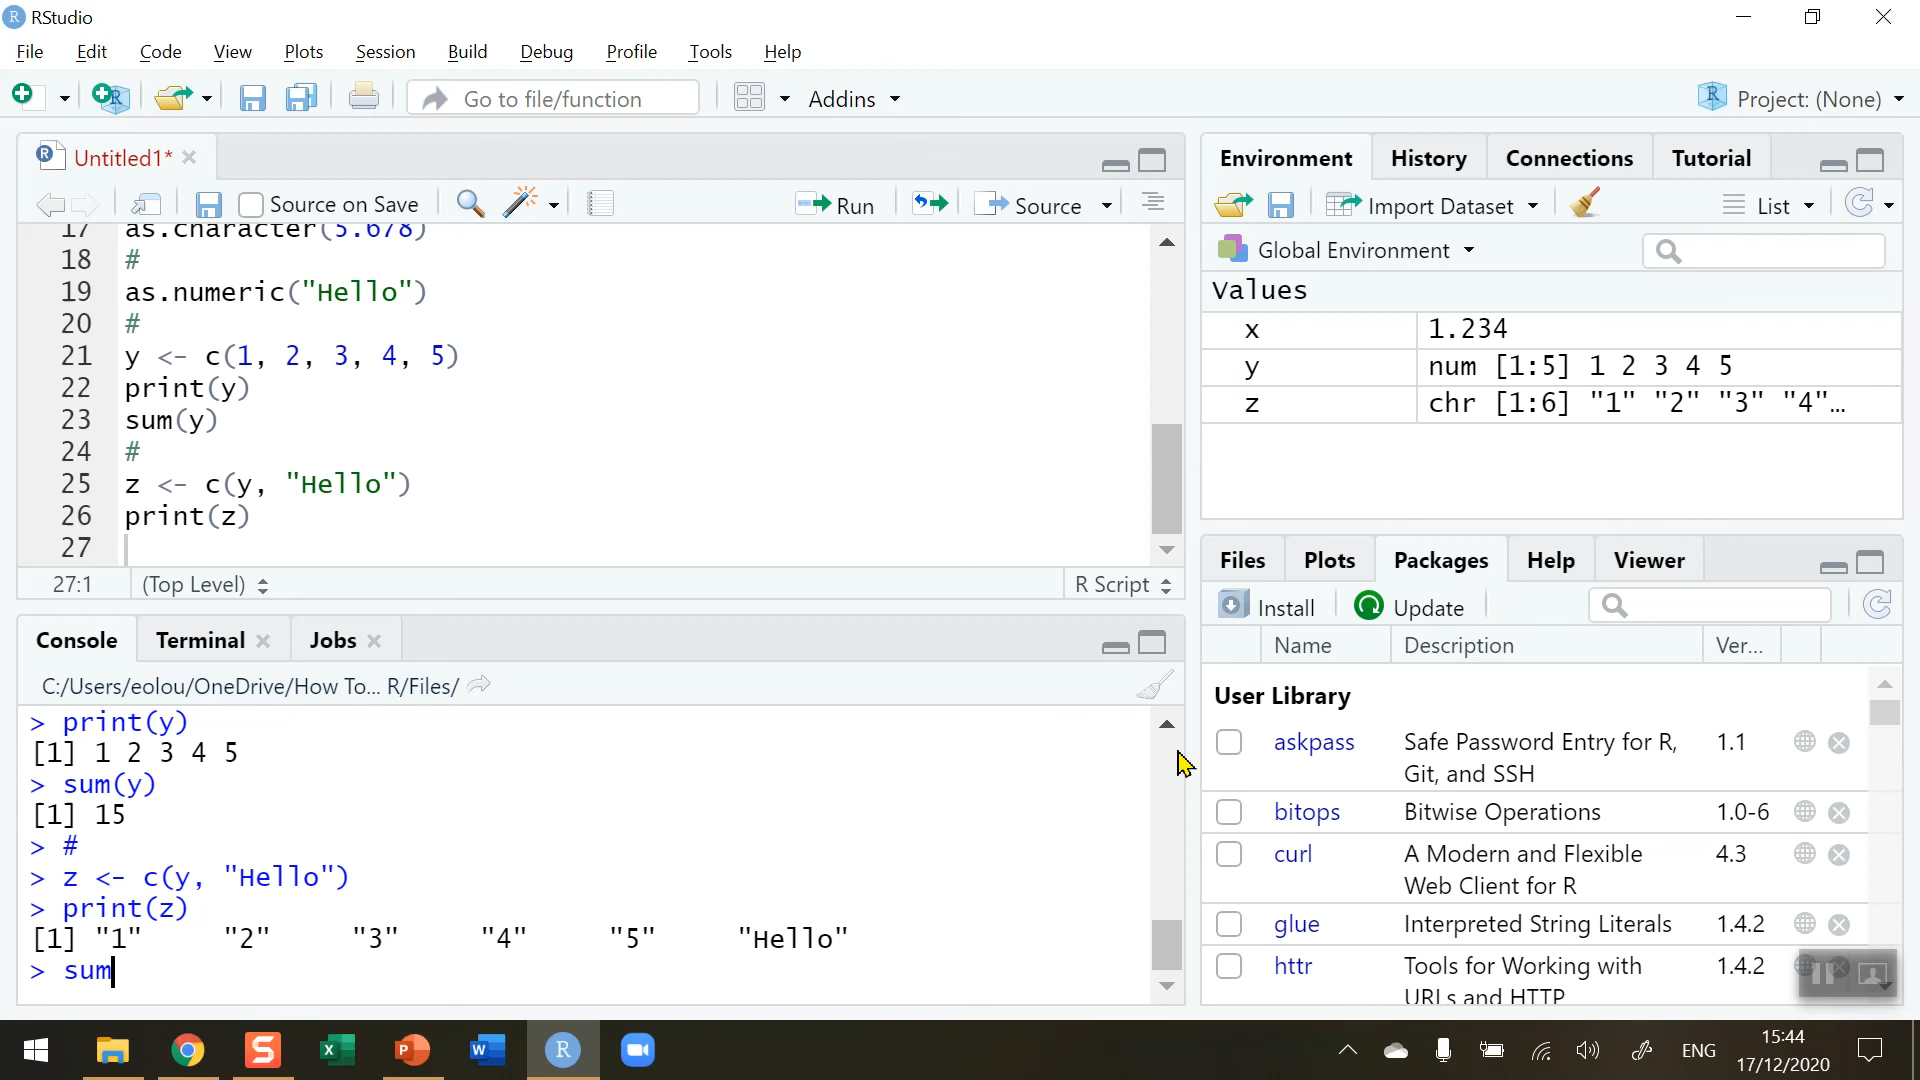 RStudio
File Edit Code View Plots Session Build Debug Profile Tools Help
Go to file/function Addins Project: (None)
Untitled1*
Source on Save Run Source
17 as.character(5.678)
18 #
19 as.numeric("Hello")
20 #
21 y <- c(1, 2, 3, 4, 5)
22 print(y)
23 sum(y)
24 #
25 z <- c(y, "Hello")
26 print(z)
27
27:1 (Top Level) R Script
Console Terminal Jobs
C:/Users/eolou/OneDrive/How To... R/Files/
> print(y)
[1] 1 2 3 4 5
> sum(y)
[1] 15
> #
> z <- c(y, "Hello")
> print(z)
[1] "1" "2" "3" "4" "5" "Hello"
> sum
Environment History Connections Tutorial
Import Dataset List
Global Environment
Values
x 1.234
y num [1:5] 1 2 3 4 5
z chr [1:6] "1" "2" "3" "4"...
Files Plots Packages Help Viewer
Install Update
Name Description Ver...
User Library
askpass Safe Password Entry for R, 1.1
Git, and SSH
bitops Bitwise Operations 1.0-6
curl A Modern and Flexible 4.3
Web Client for R
glue Interpreted String Literals 1.4.2
httr Tools for Working with 1.4.2
URLs and HTTP
ENG 15:44
17/12/2020